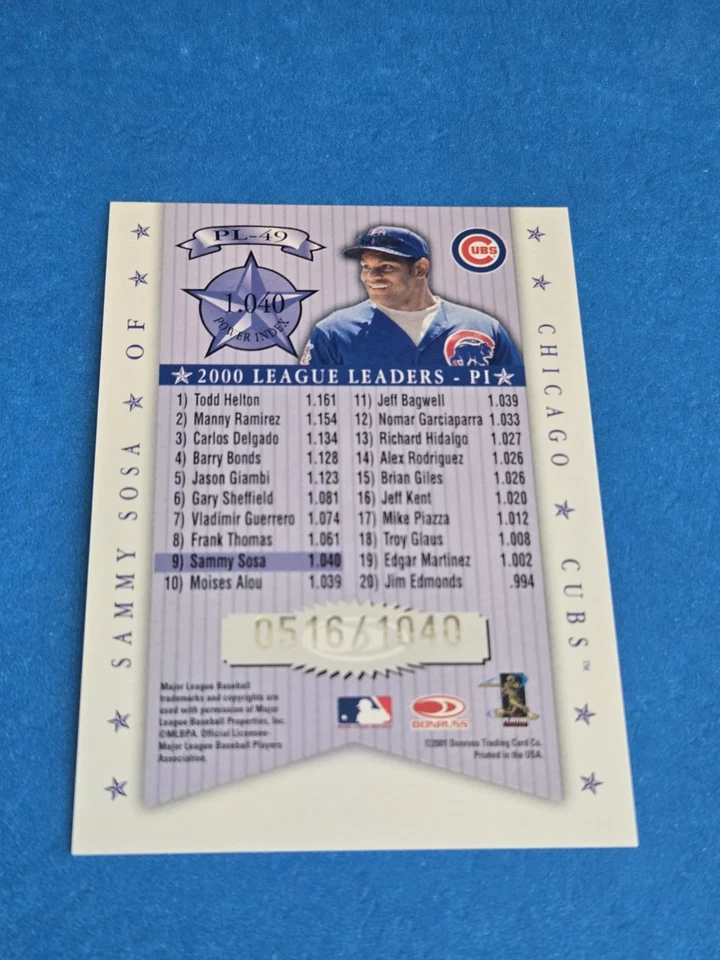 PL-49
1.040
POWER INDEX
CUBS
SAMMY SOSA ★ OF
CHICAGO ★ CUBS™
★ 2000 LEAGUE LEADERS - PI ★
1) Todd Helton 1.161
2) Manny Ramirez 1.154
3) Carlos Delgado 1.134
4) Barry Bonds 1.128
5) Jason Giambi 1.123
6) Gary Sheffield 1.081
7) Vladimir Guerrero 1.074
8) Frank Thomas 1.061
9) Sammy Sosa 1.040
10) Moises Alou 1.039
11) Jeff Bagwell 1.039
12) Nomar Garciaparra 1.033
13) Richard Hidalgo 1.027
14) Alex Rodriguez 1.026
15) Brian Giles 1.026
16) Jeff Kent 1.020
17) Mike Piazza 1.012
18) Troy Glaus 1.008
19) Edgar Martinez 1.002
20) Jim Edmonds .994
0516/1040
Major League Baseball
trademarks and copyrights are
used with permission of Major
League Baseball Properties, Inc.
©MLBPA. Official Licensee-
Major League Baseball Players
Association.
DONRUSS
PLAYERS
©2001 Donruss Trading Card Co.
Printed in the USA.